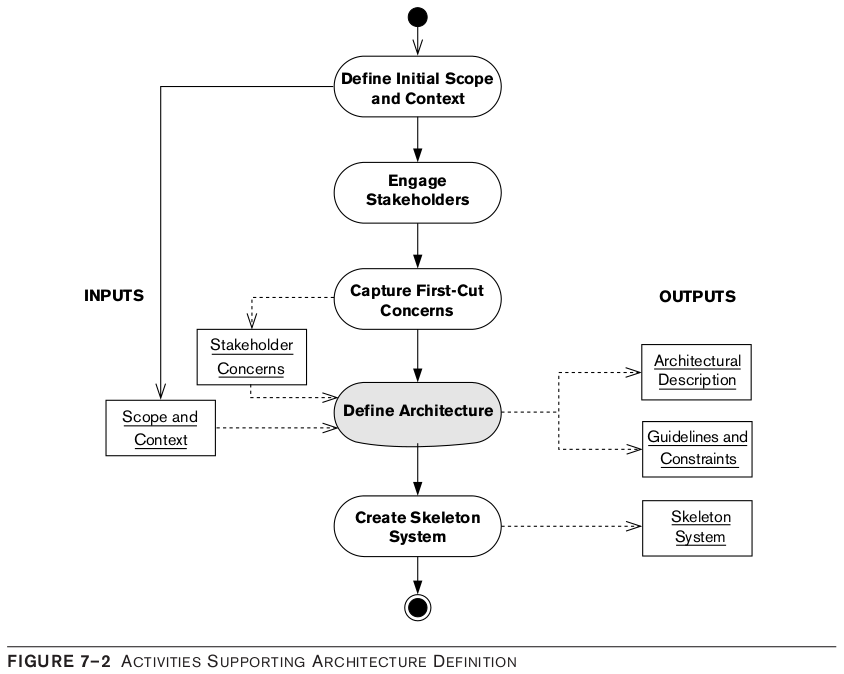 Define Initial Scope
and Context
Engage
Stakeholders
INPUTS
Capture First-Cut
Concerns
OUTPUTS
Stakeholder
Concerns
Architectural
Description
Scope and
Context
Define Architecture
Guidelines and
Constraints
Create Skeleton
System
Skeleton
System
FIGURE 7–2 ACTIVITIES SUPPORTING ARCHITECTURE DEFINITION